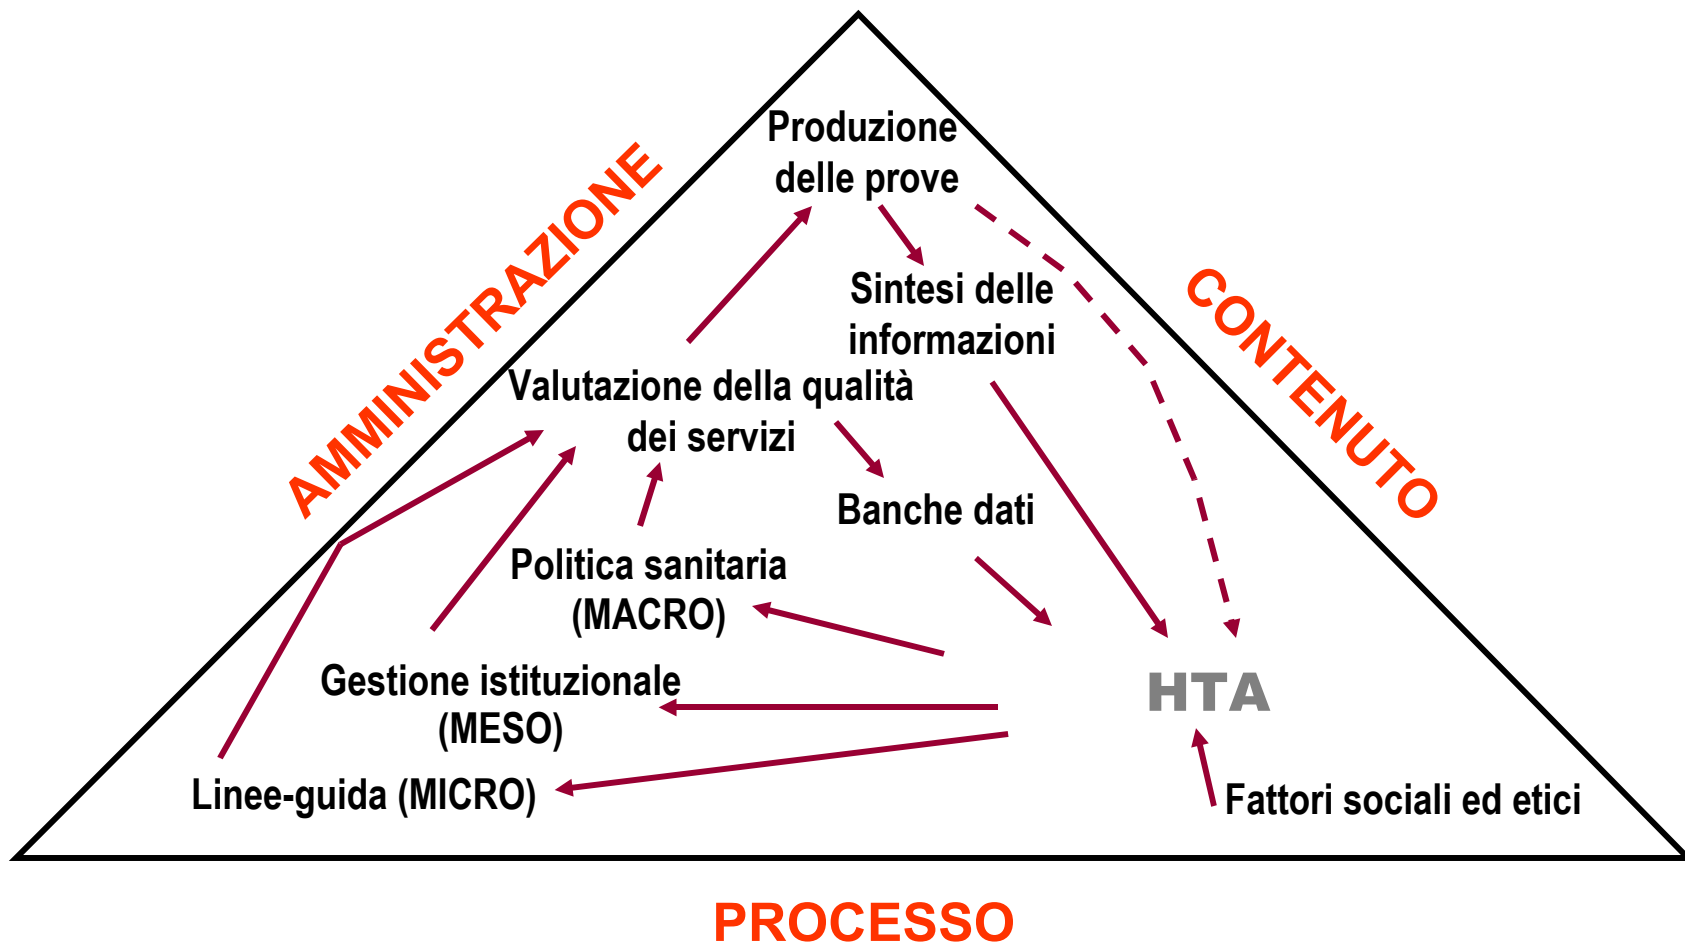 Produzione
delle prove
AMMINISTRAZIONE
CONTENUTO
Sintesi delle
informazioni
Valutazione della qualità
dei servizi
Banche dati
Politica sanitaria
(MACRO)
Gestione istituzionale
(MESO)
HTA
Linee-guida (MICRO)
Fattori sociali ed etici
PROCESSO